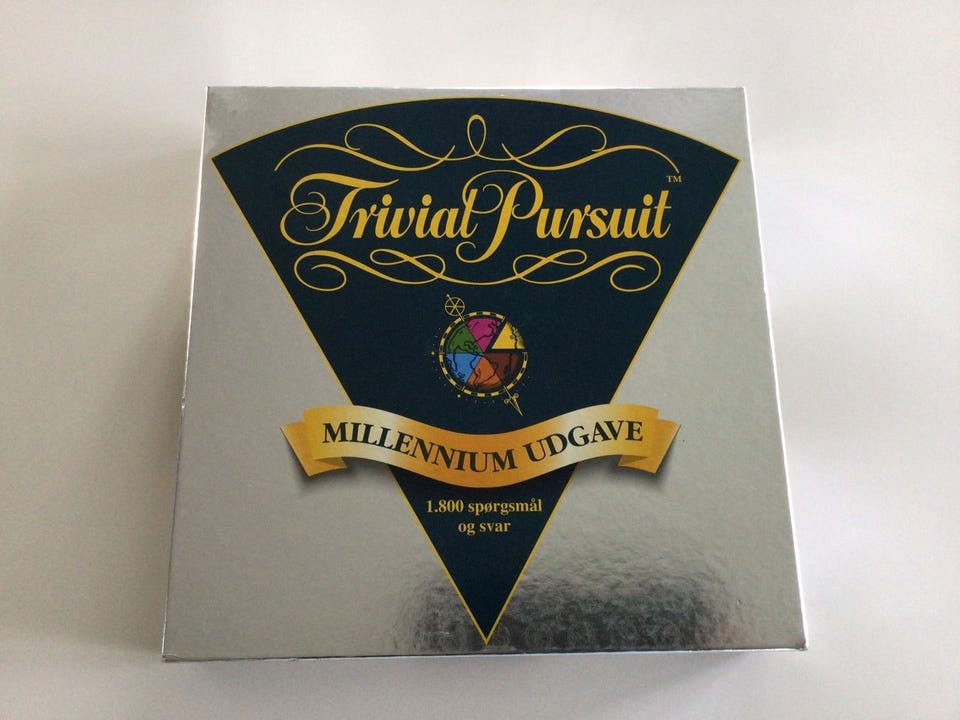 Trivial Pursuit™
MILLENNIUM UDGAVE
1.800 spørgsmål
og svar